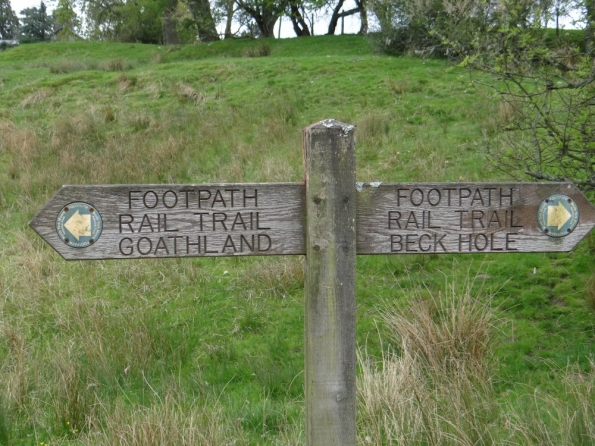 FOOTPATH
RAIL TRAIL
GOATHLAND
FOOTPATH
RAIL TRAIL
BECK HOLE